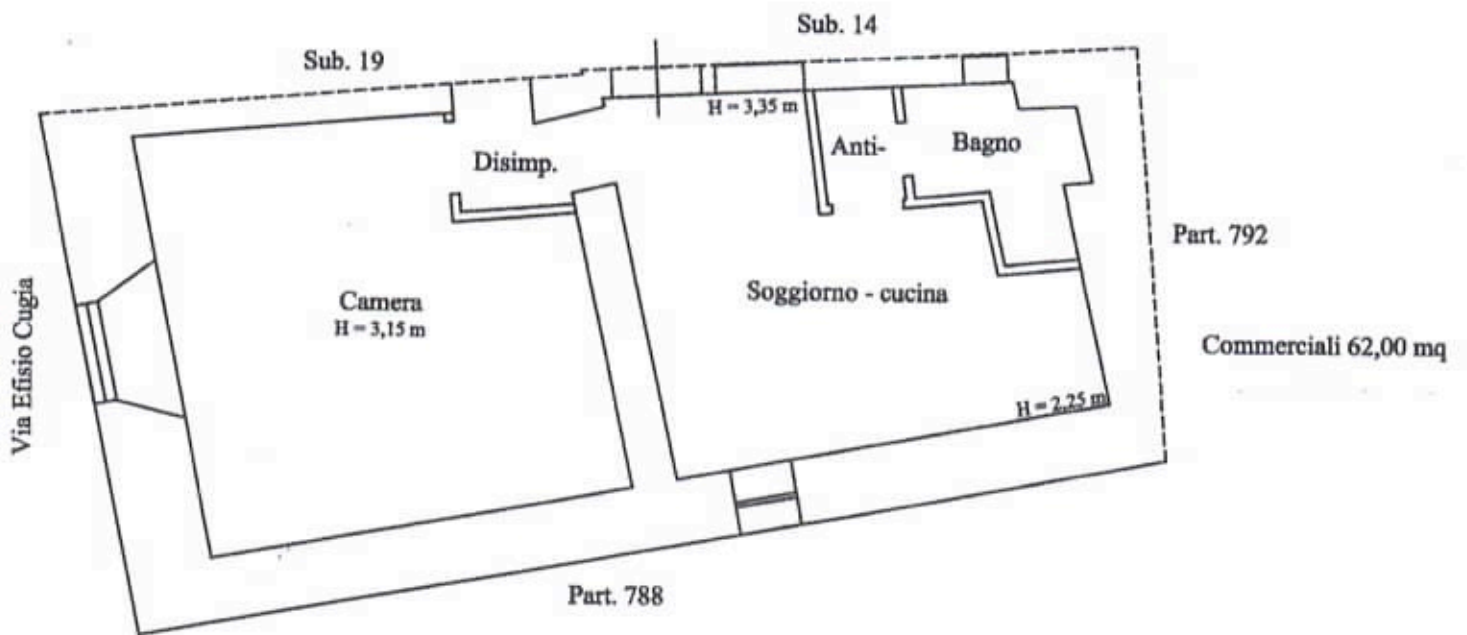 Sub. 14
Sub. 19
H = 3,35 m
Anti-
Bagno
Disimp.
Part. 792
Via Efisio Cugia
Camera
H = 3,15 m
Soggiorno - cucina
Commerciali 62,00 mq
H = 2,25 m
Part. 788